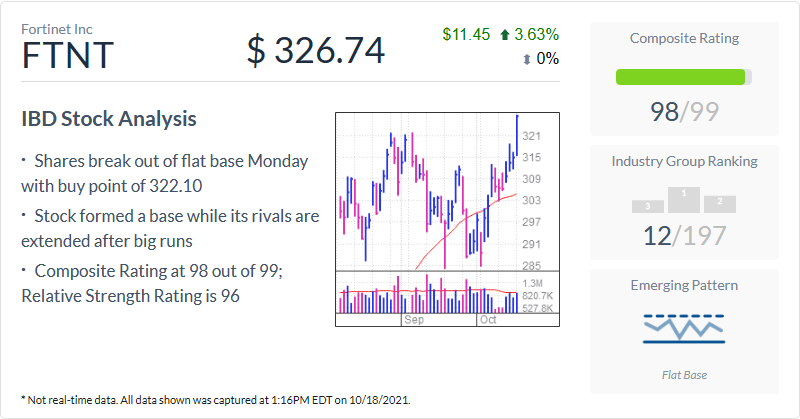 Fortinet Inc
FTNT
$ 326.74
$11.45 3.63%
0%
IBD Stock Analysis
· Shares break out of flat base Monday
with buy point of 322.10
· Stock formed a base while its rivals are
extended after big runs
· Composite Rating at 98 out of 99;
Relative Strength Rating is 96
321
315
309
303
297
291
285
1.3M
820.7K
527.8K
Sep
Oct
Composite Rating
98/99
Industry Group Ranking
3 1 2
12/197
Emerging Pattern
Flat Base
* Not real-time data. All data shown was captured at 1:16PM EDT on 10/18/2021.